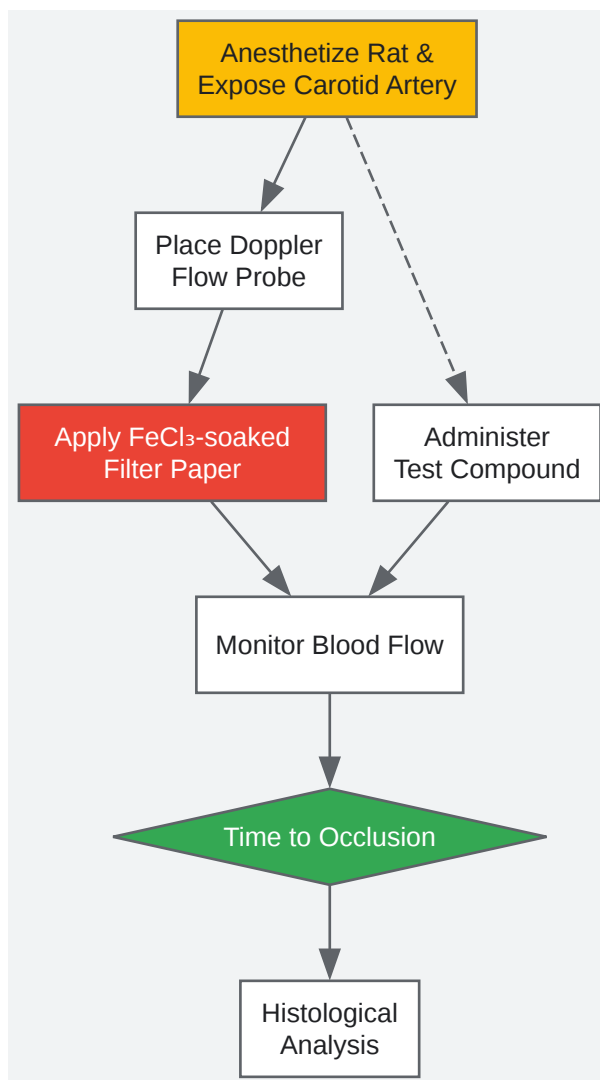 Anesthetize Rat &
Expose Carotid Artery
Place Doppler
Flow Probe
Apply FeCl₃-soaked
Filter Paper
Administer
Test Compound
Monitor Blood Flow
Time to Occlusion
Histological
Analysis